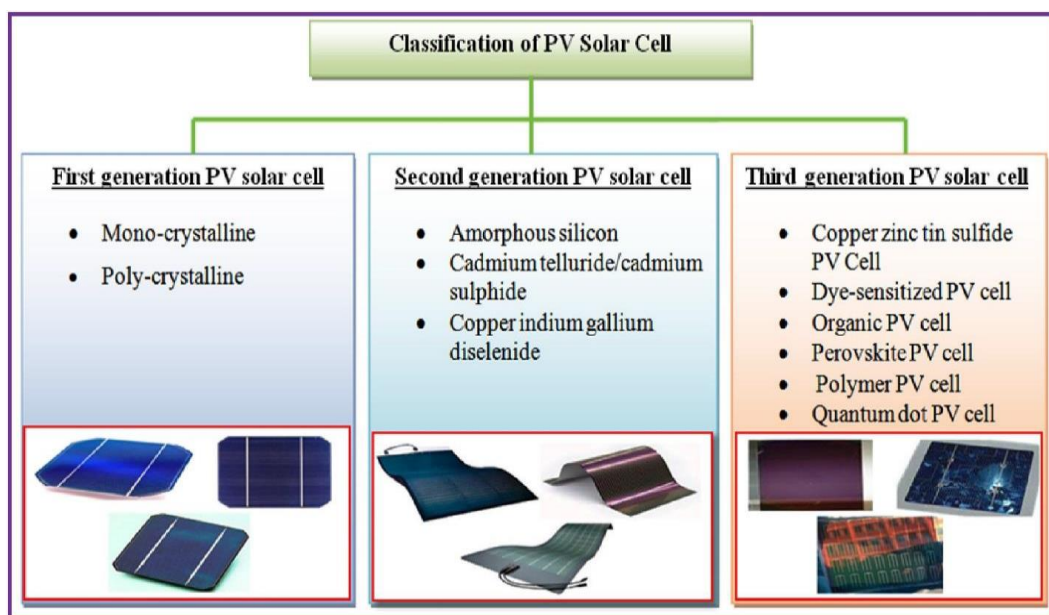 Classification of PV Solar Cell
First generation PV solar cell
• Mono-crystalline
• Poly-crystalline
Second generation PV solar cell
• Amorphous silicon
• Cadmium telluride/cadmium
sulphide
• Copper indium gallium
diselenide
Third generation PV solar cell
• Copper zinc tin sulfide
PV Cell
• Dye-sensitized PV cell
• Organic PV cell
• Perovskite PV cell
• Polymer PV cell
• Quantum dot PV cell